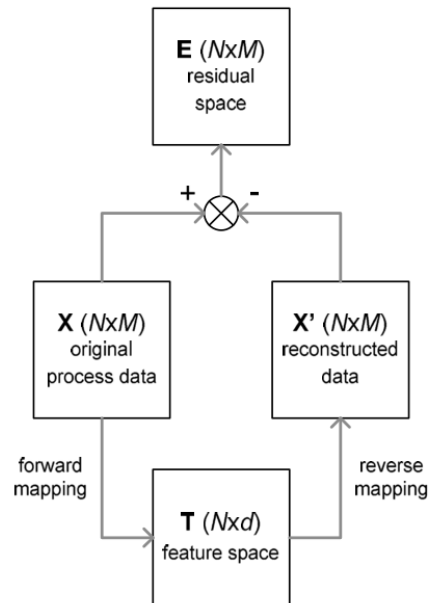 E (NxM)
residual
space
+
-
X (NxM)
original
process data
X' (NxM)
reconstructed
data
forward
mapping
reverse
mapping
T (Nxd)
feature space